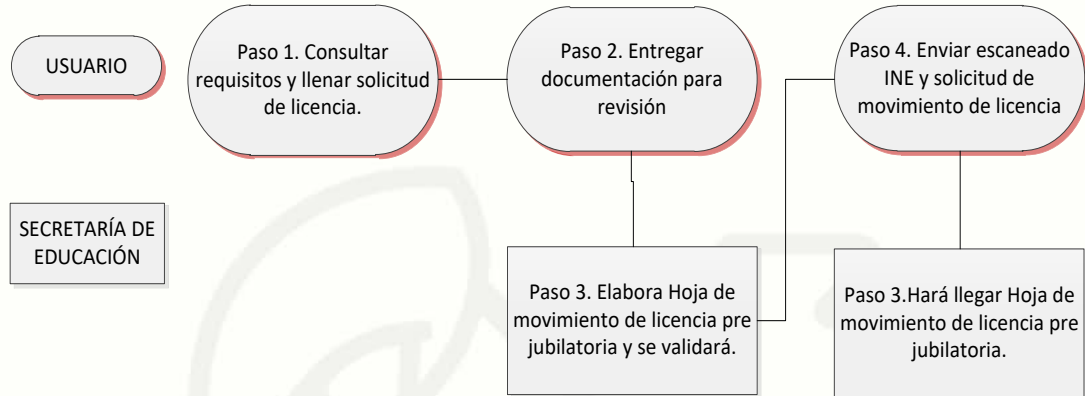 USUARIO
Paso 1. Consultar
requisitos y llenar solicitud
de licencia.
Paso 2. Entregar
documentación para
revisión
Paso 4. Enviar escaneado
INE y solicitud de
movimiento de licencia
SECRETARÍA DE
EDUCACIÓN
Paso 3. Elabora Hoja de
movimiento de licencia pre
jubilatoria y se validará.
Paso 3.Hará llegar Hoja de
movimiento de licencia pre
jubilatoria.